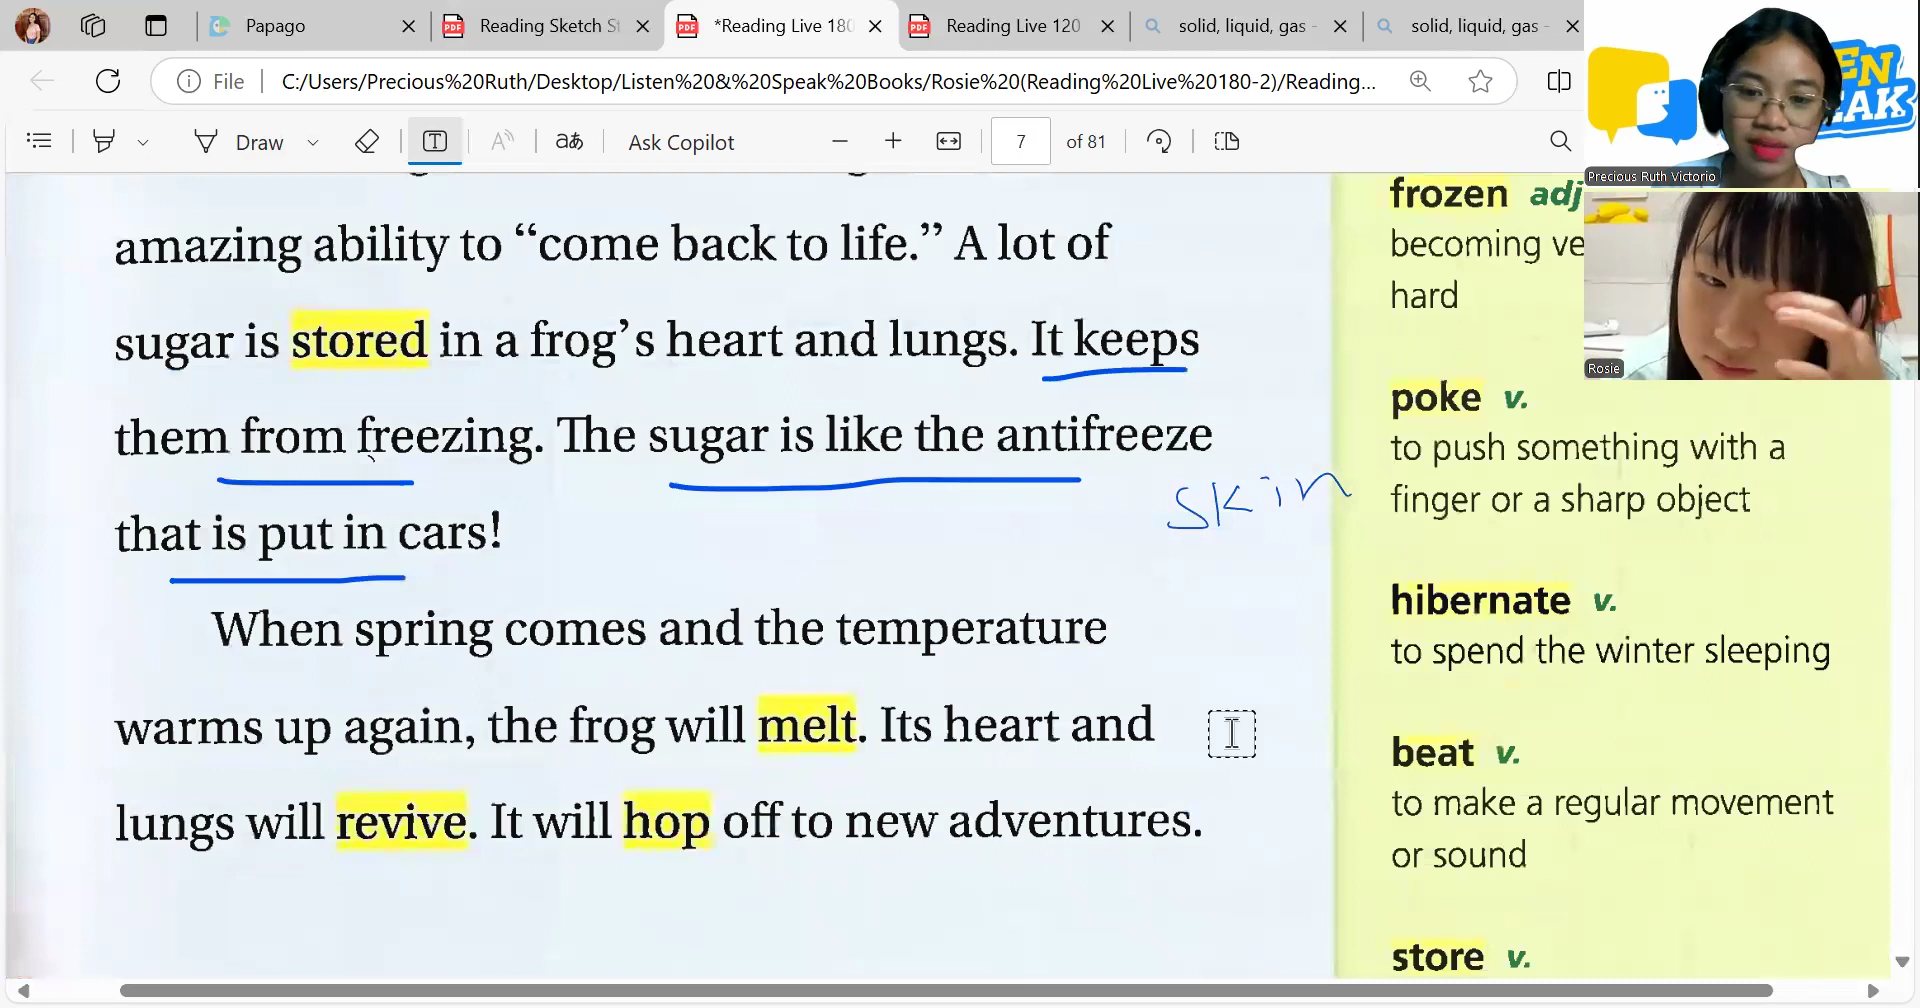 Papago
Reading Sketch St
*Reading Live 180
Reading Live 120
solid, liquid, gas -
solid, liquid, gas -
File
C:/Users/Precious%20Ruth/Desktop/Listen%20&%20Speak%20Books/Rosie%20(Reading%20Live%20180-2)/Reading...
Draw
aあ
Ask Copilot
7 of 81
EN
EAK
Precious Ruth Victorio
Rosie
amazing ability to “come back to life.” A lot of
sugar is stored in a frog’s heart and lungs. It keeps
them from freezing. The sugar is like the antifreeze
skin
that is put in cars!
When spring comes and the temperature
warms up again, the frog will melt. Its heart and
lungs will revive. It will hop off to new adventures.
frozen adj
becoming ve
hard
poke v.
to push something with a
finger or a sharp object
hibernate v.
to spend the winter sleeping
beat v.
to make a regular movement
or sound
store v.